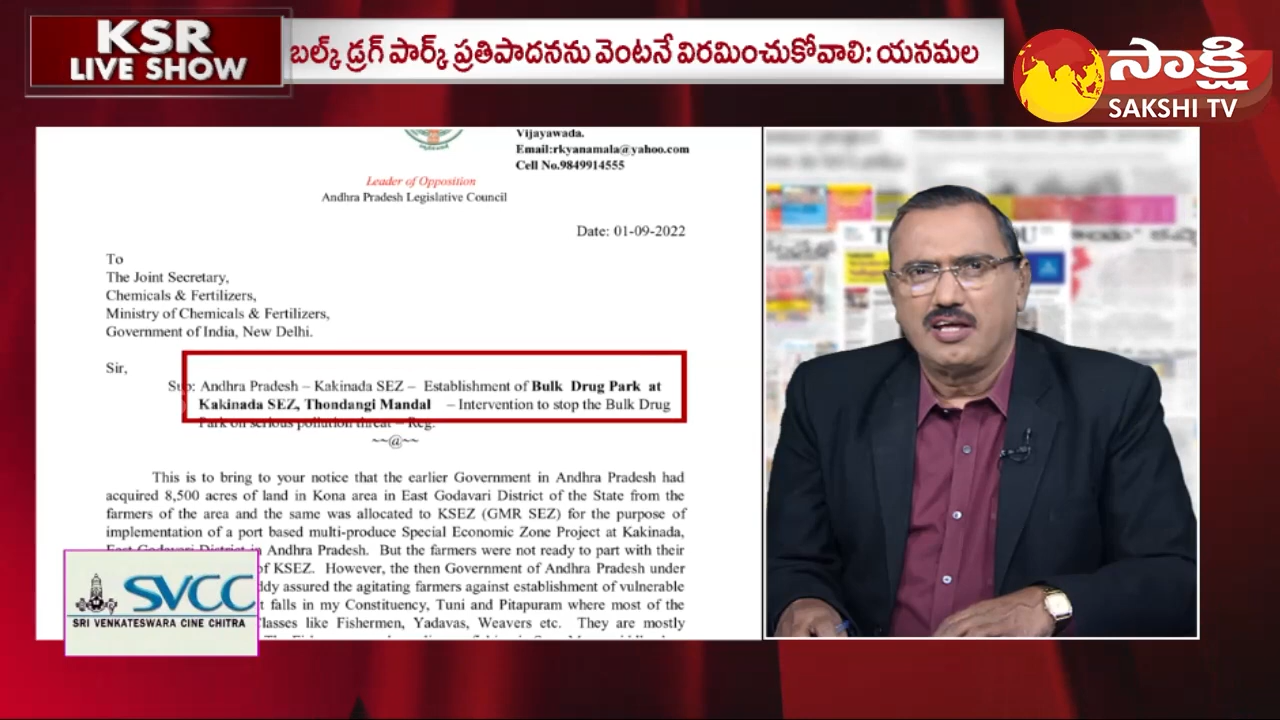 KSR
LIVE SHOW
బల్క్ డ్రగ్ పార్క్ ప్రతిపాదనను వెంటనే విరమించుకోవాలి: యనమల
సాక్షి
SAKSHI TV
Vijayawada.
Email:rkyanamala@yahoo.com
Cell No.9849914555
Leader of Opposition
Andhra Pradesh Legislative Council
Date: 01-09-2022
To
The Joint Secretary,
Chemicals & Fertilizers,
Ministry of Chemicals & Fertilizers,
Government of India, New Delhi.
Sir,
Sub: Andhra Pradesh – Kakinada SEZ – Establishment of Bulk Drug Park at
Kakinada SEZ, Thondangi Mandal – Intervention to stop the Bulk Drug
Park on serious pollution threat – Reg.
~~@~~
This is to bring to your notice that the earlier Government in Andhra Pradesh had
acquired 8,500 acres of land in Kona area in East Godavari District of the State from the
farmers of the area and the same was allocated to KSEZ (GMR SEZ) for the purpose of
implementation of a port based multi-produce Special Economic Zone Project at Kakinada,
East Godavari District in Andhra Pradesh. But the farmers were not ready to part with their
of KSEZ. However, the then Government of Andhra Pradesh under
ddy assured the agitating farmers against establishment of vulnerable
t falls in my Constituency, Tuni and Pitapuram where most of the
Classes like Fishermen, Yadavas, Weavers etc. They are mostly
SVCC
SRI VENKATESWARA CINE CHITRA